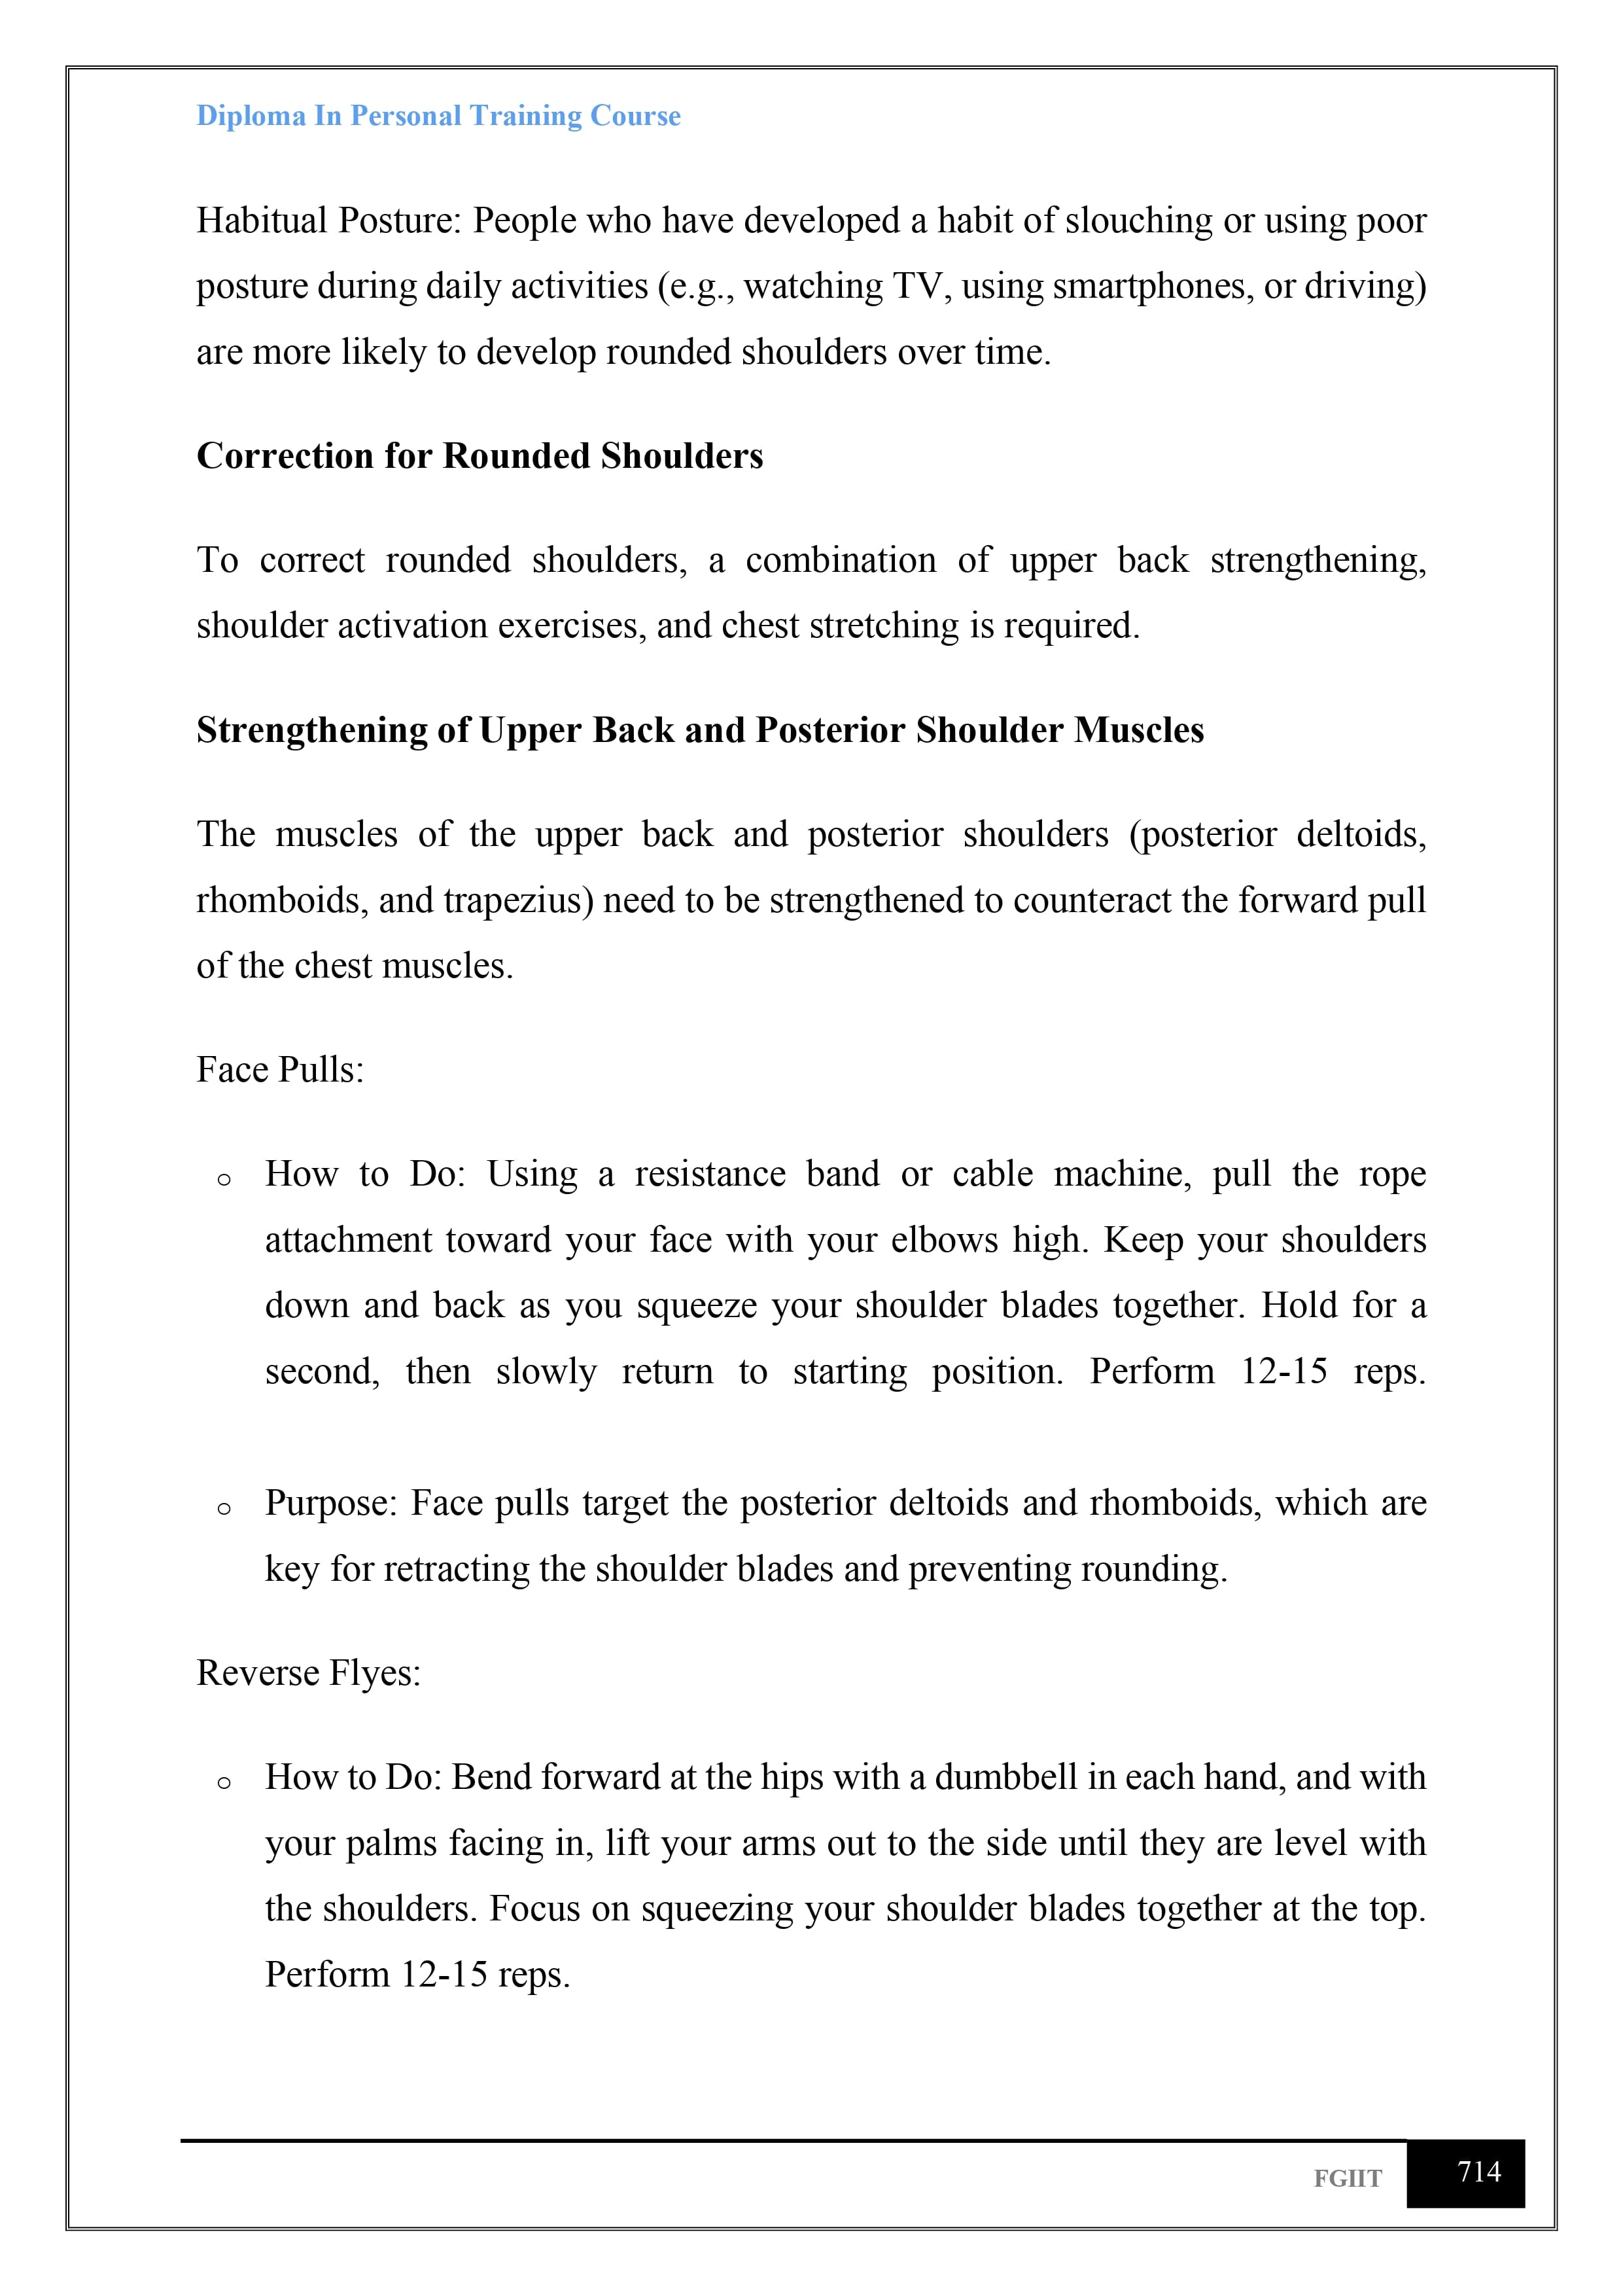 Diploma In Personal Training Course
Habitual Posture: People who have developed a habit of slouching or using poor
posture during daily activities (e.g., watching TV, using smartphones, or driving)
are more likely to develop rounded shoulders over time.
Correction for Rounded Shoulders
To correct rounded shoulders, a combination of upper back strengthening,
shoulder activation exercises, and chest stretching is required.
Strengthening of Upper Back and Posterior Shoulder Muscles
The muscles of the upper back and posterior shoulders (posterior deltoids,
rhomboids, and trapezius) need to be strengthened to counteract the forward pull
of the chest muscles.
Face Pulls:
o How to Do: Using a resistance band or cable machine, pull the rope
attachment toward your face with your elbows high. Keep your shoulders
down and back as you squeeze your shoulder blades together. Hold for a
second, then slowly return to starting position. Perform 12-15 reps.
o Purpose: Face pulls target the posterior deltoids and rhomboids, which are
key for retracting the shoulder blades and preventing rounding.
Reverse Flyes:
o How to Do: Bend forward at the hips with a dumbbell in each hand, and with
your palms facing in, lift your arms out to the side until they are level with
the shoulders. Focus on squeezing your shoulder blades together at the top.
Perform 12-15 reps.
FGIIT 714